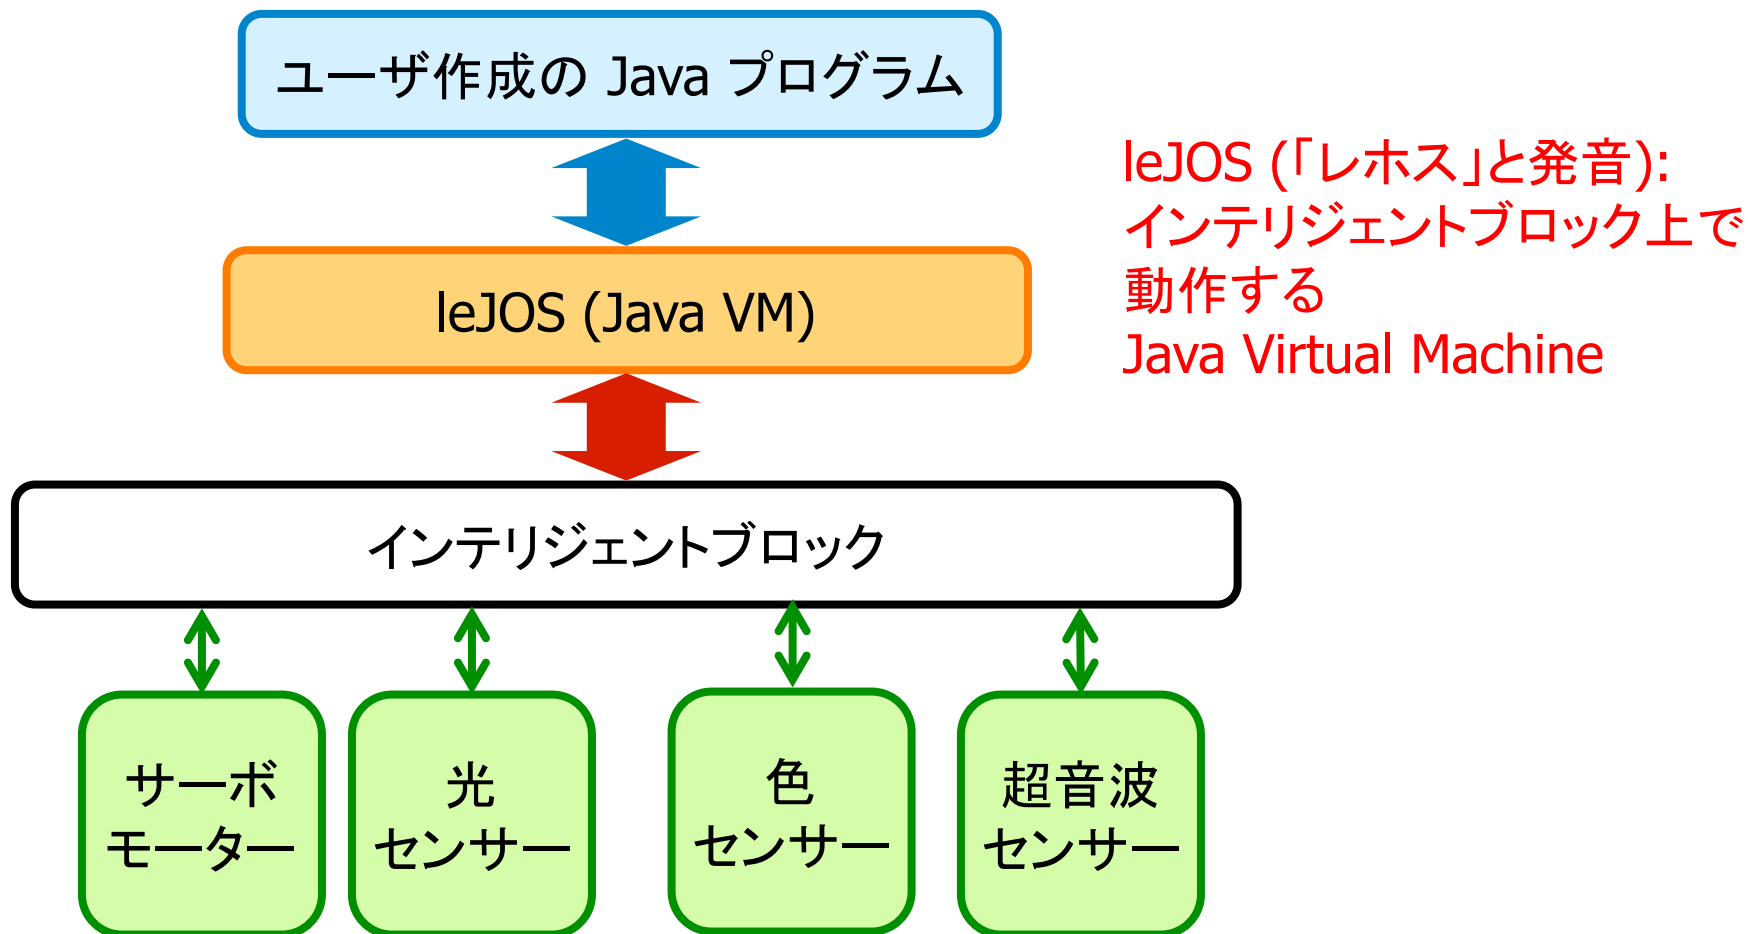 ユーザ作成の Java プログラム
leJOS (「レホス」と発音):
インテリジェントブロック上で
動作する
Java Virtual Machine
leJOS (Java VM)
インテリジェントブロック
サーボ
モーター
光
センサー
色
センサー
超音波
センサー